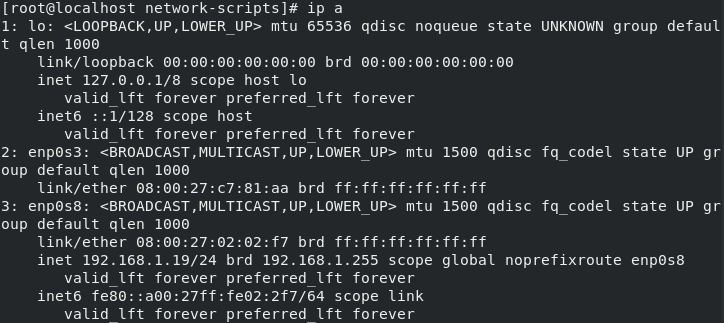 [root@localhost network-scripts]# ip a
1: lo: <LOOPBACK,UP,LOWER_UP> mtu 65536 qdisc noqueue state UNKNOWN group defaul
t qlen 1000
    link/loopback 00:00:00:00:00:00 brd 00:00:00:00:00:00
    inet 127.0.0.1/8 scope host lo
       valid_lft forever preferred_lft forever
    inet6 ::1/128 scope host
       valid_lft forever preferred_lft forever
2: enp0s3: <BROADCAST,MULTICAST,UP,LOWER_UP> mtu 1500 qdisc fq_codel state UP gr
oup default qlen 1000
    link/ether 08:00:27:c7:81:aa brd ff:ff:ff:ff:ff:ff
3: enp0s8: <BROADCAST,MULTICAST,UP,LOWER_UP> mtu 1500 qdisc fq_codel state UP gr
oup default qlen 1000
    link/ether 08:00:27:02:02:f7 brd ff:ff:ff:ff:ff:ff
    inet 192.168.1.19/24 brd 192.168.1.255 scope global noprefixroute enp0s8
       valid_lft forever preferred_lft forever
    inet6 fe80::a00:27ff:fe02:2f7/64 scope link
       valid_lft forever preferred_lft forever